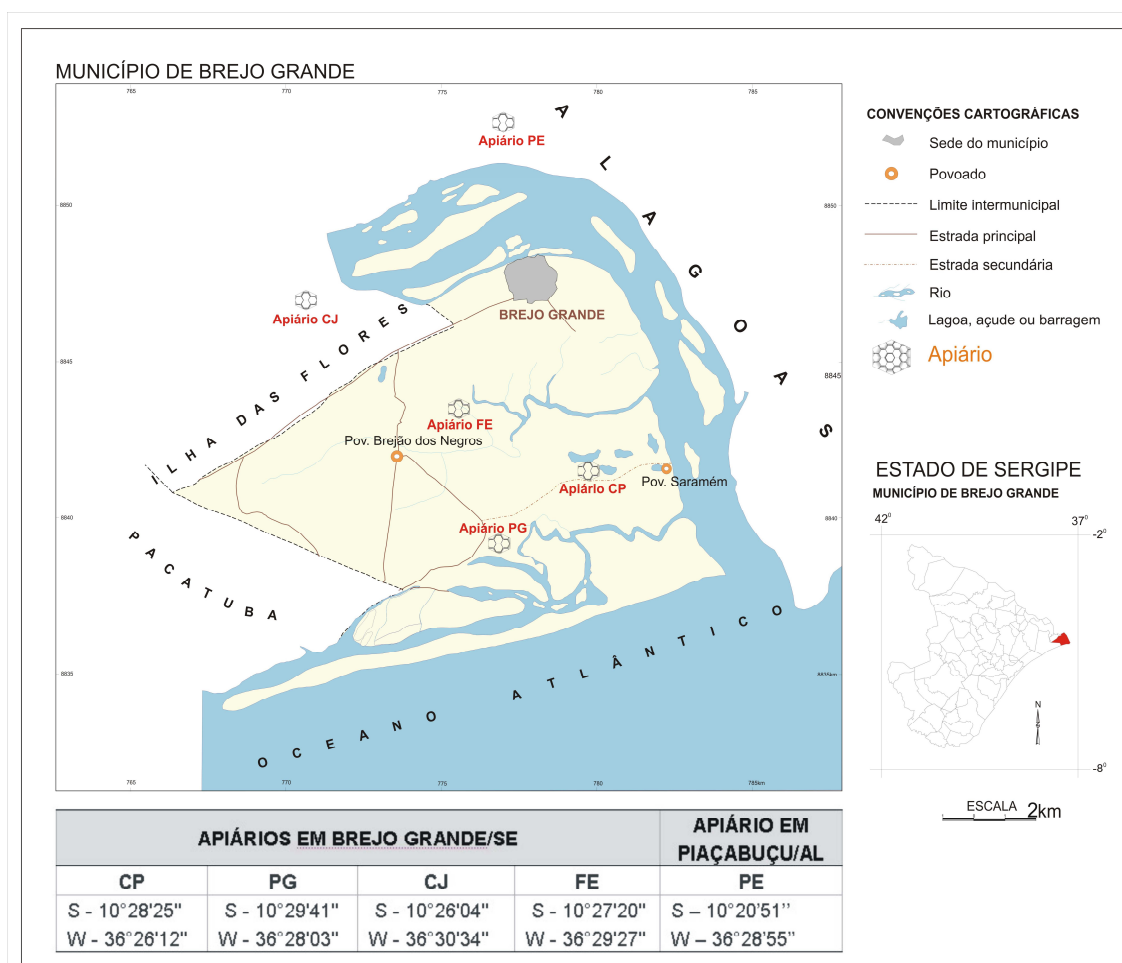 MUNICÍPIO DE BREJO GRANDE
765 770 775 780 785
Apiário PE
ALAGOAS
8850 8850
Apiário CJ
BREJO GRANDE
ILHA DAS FLORES
8845 8845
Apiário FE
Pov. Brejão dos Negros
Apiário CP
Pov. Saramém
8840 8840
Apiário PG
PACATUBA
8835 8835km
OCEANO ATLÂNTICO
765 770 775 780 785km
CONVENÇÕES CARTOGRÁFICAS
Sede do município
Povoado
Limite intermunicipal
Estrada principal
Estrada secundária
Rio
Lagoa, açude ou barragem
Apiário
ESTADO DE SERGIPE
MUNICÍPIO DE BREJO GRANDE
42° 37°
-2°
N
-8°
ESCALA 2km
APIÁRIOS EM BREJO GRANDE/SE
APIÁRIO EM
PIAÇABUÇU/AL
CP PG CJ FE PE
S - 10°28'25" S - 10°29'41" S - 10°26'04" S - 10°27'20" S – 10°20'51’’
W - 36°26'12" W - 36°28'03" W - 36°30'34" W - 36°29'27" W – 36°28'55’’